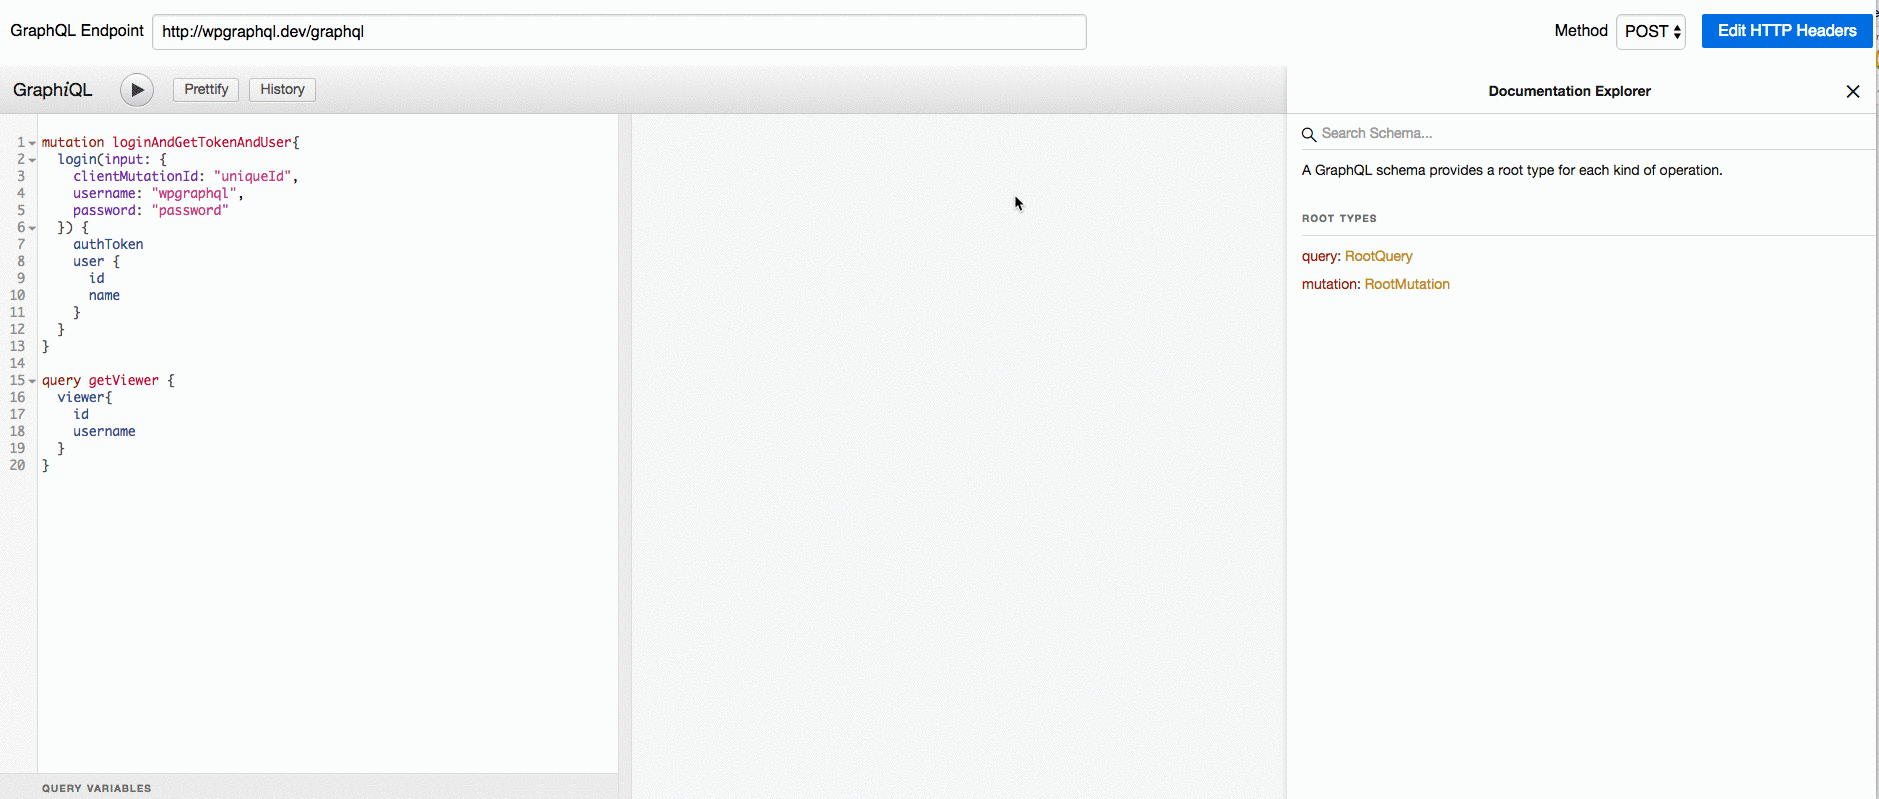 GraphQL Endpoint http://wpgraphql.dev/graphql Method POST Edit HTTP Headers
GraphiQL Prettify History
Documentation Explorer
Search Schema...
A GraphQL schema provides a root type for each kind of operation.
ROOT TYPES
query: RootQuery
mutation: RootMutation
1 mutation loginAndGetTokenAndUser{
2   login(input: {
3     clientMutationId: "uniqueId",
4     username: "wpgraphql",
5     password: "password"
6   }) {
7     authToken
8     user {
9       id
10       name
11     }
12   }
13 }
14
15 query getViewer {
16   viewer{
17     id
18     username
19   }
20 }
QUERY VARIABLES